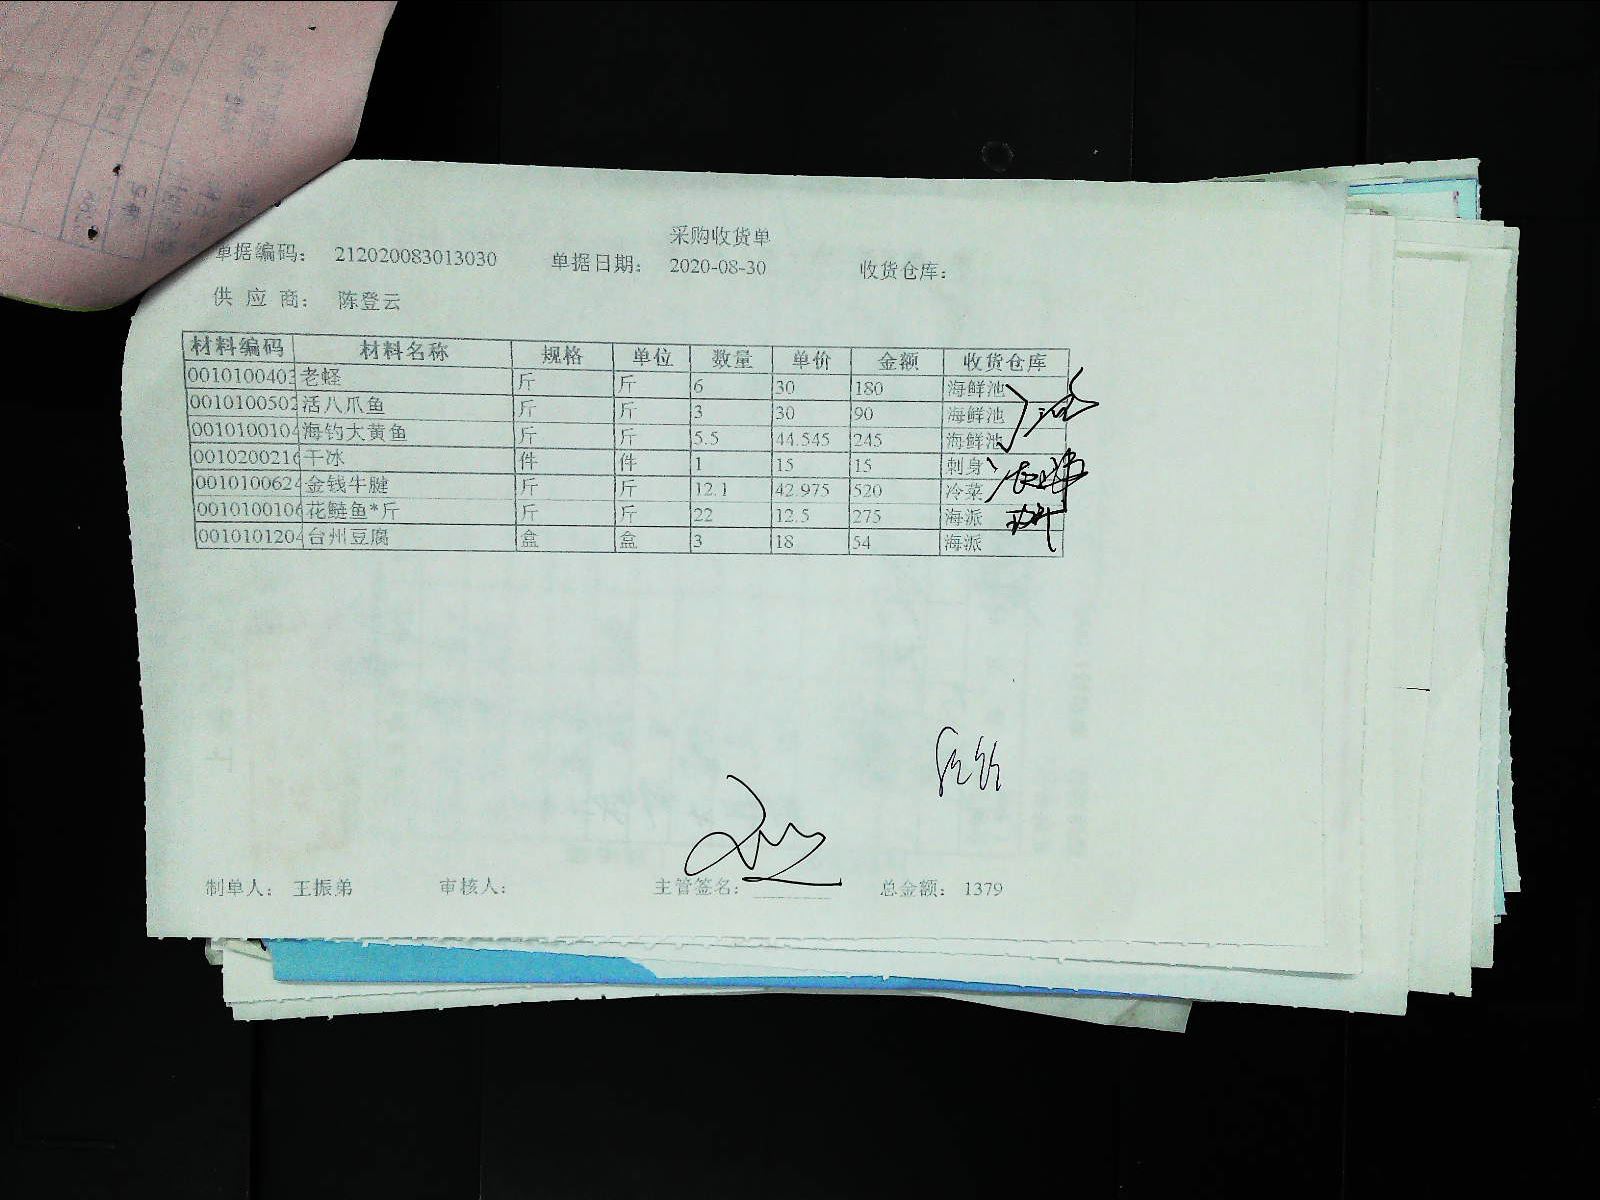 采购收货单
单据编码： 212020083013030 单据日期： 2020-08-30 收货仓库：
供 应 商： 陈登云
材料编码 材料名称 规格 单位 数量 单价 金额 收货仓库
0010100403 老蛏 斤 斤 6 30 180 海鲜池
0010100502 活八爪鱼 斤 斤 3 30 90 海鲜池
0010100104 海钓大黄鱼 斤 斤 5.5 44.545 245 海鲜池
0010200216 干冰 件 件 1 15 15 刺身
0010100624 金钱牛腱 斤 斤 12.1 42.975 520 冷菜
0010100106 花鲢鱼*斤 斤 斤 22 12.5 275 海派
0010101204 台州豆腐 盒 盒 3 18 54 海派
制单人： 王振弟 审核人： 主管签名： 总金额： 1379